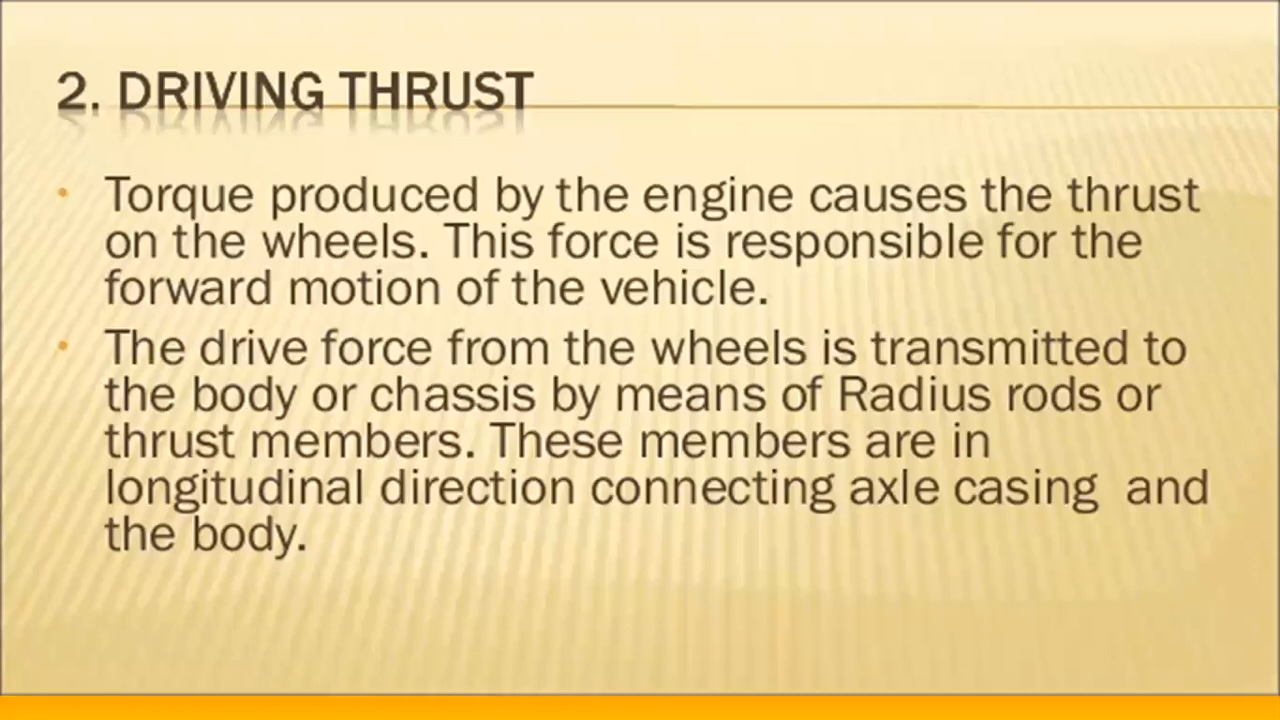 2. DRIVING THRUST
• Torque produced by the engine causes the thrust
on the wheels. This force is responsible for the
forward motion of the vehicle.
• The drive force from the wheels is transmitted to
the body or chassis by means of Radius rods or
thrust members. These members are in
longitudinal direction connecting axle casing  and
the body.